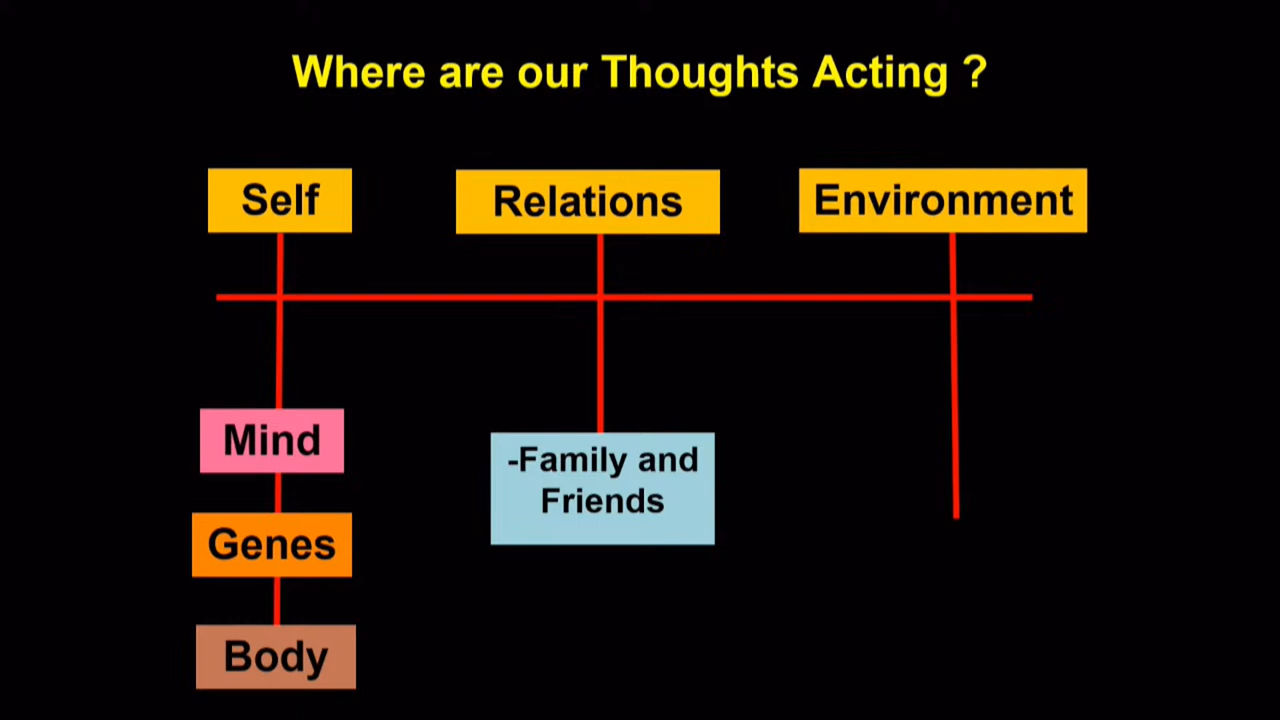 Where are our Thoughts Acting ?
Self
Relations
Environment
Mind
Genes
Body
-Family and
Friends